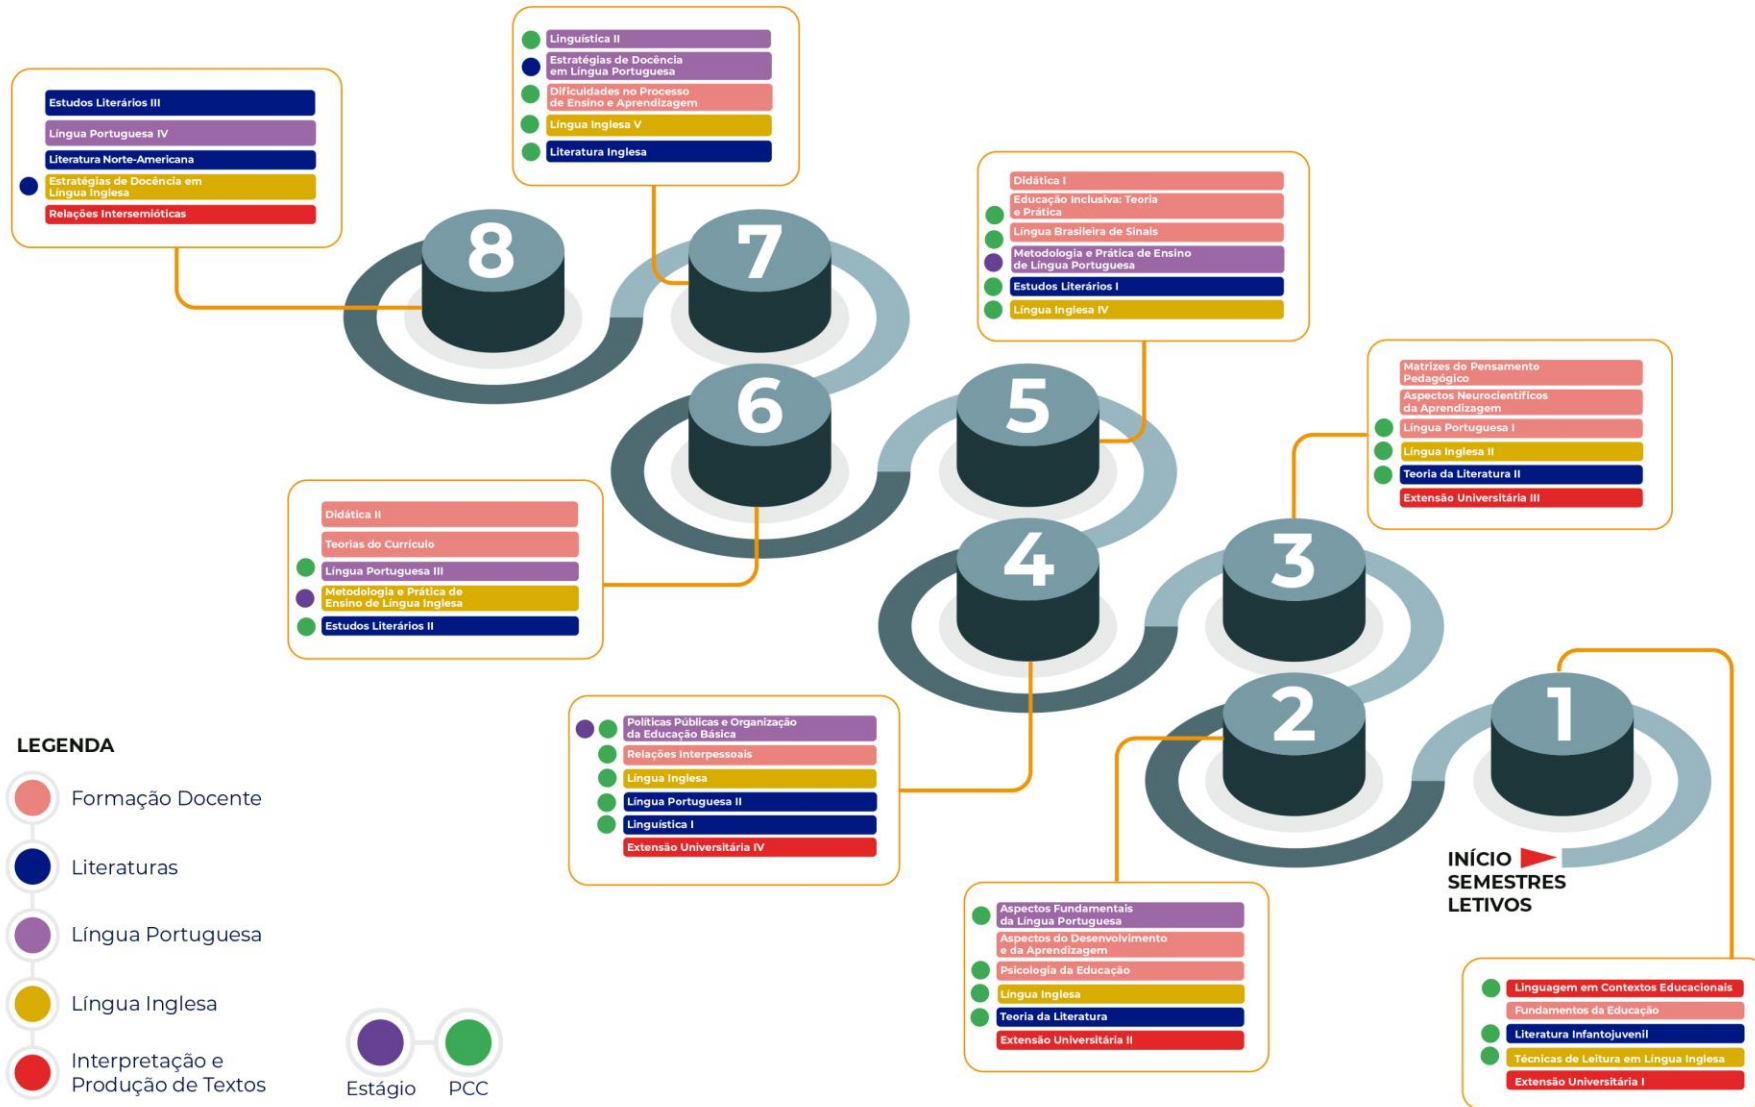 Linguística II
Estratégias de Docência
em Língua Portuguesa
Dificuldades no Processo
de Ensino e Aprendizagem
Língua Inglesa V
Literatura Inglesa
Estudos Literários III
Língua Portuguesa IV
Literatura Norte-Americana
Estratégias de Docência em
Língua Inglesa
Relações Intersemióticas
Didática I
Educação Inclusiva: Teoria
e Prática
Língua Brasileira de Sinais
Metodologia e Prática de Ensino
de Língua Portuguesa
Estudos Literários I
Língua Inglesa IV
8
7
6
5
Matrizes do Pensamento
Pedagógico
Aspectos Neurocientíficos
da Aprendizagem
Língua Portuguesa I
Língua Inglesa II
Teoria da Literatura II
Extensão Universitária III
Didática II
Teorias do Currículo
Língua Portuguesa III
Metodologia e Prática de
Ensino de Língua Inglesa
Estudos Literários II
4
3
2
1
Políticas Públicas e Organização
da Educação Básica
Relações Interpessoais
Língua Inglesa
Língua Portuguesa II
Linguística I
Extensão Universitária IV
INÍCIO
SEMESTRES
LETIVOS
Aspectos Fundamentais
da Língua Portuguesa
Aspectos do Desenvolvimento
e da Aprendizagem
Psicologia da Educação
Língua Inglesa
Teoria da Literatura
Extensão Universitária II
Linguagem em Contextos Educacionais
Fundamentos da Educação
Literatura Infantojuvenil
Técnicas de Leitura em Língua Inglesa
Extensão Universitária I
LEGENDA
Formação Docente
Literaturas
Língua Portuguesa
Língua Inglesa
Interpretação e
Produção de Textos
Estágio
PCC